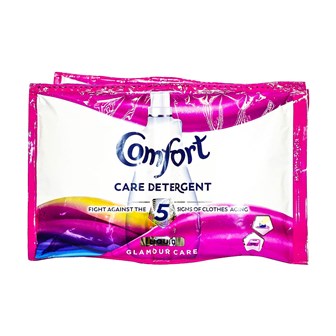 Comfort
CARE DETERGENT
FIGHT AGAINST THE 5 SIGNS OF CLOTHES AGING
GLAMOUR CARE